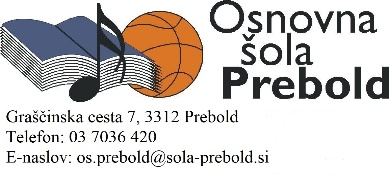 Osnovna
šola
Prebold
Graščinska cesta 7, 3312 Prebold
Telefon: 03 7036 420
E-naslov: os.prebold@sola-prebold.si